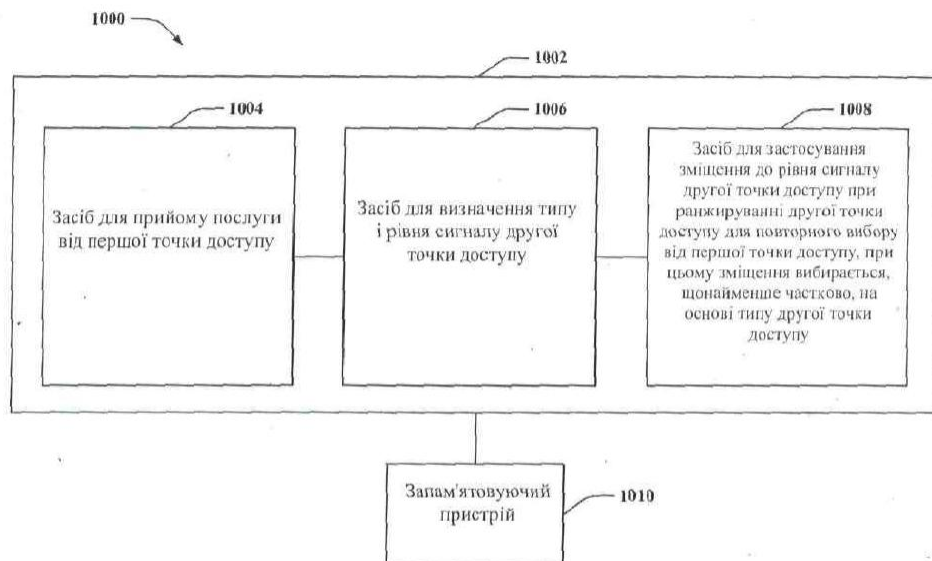 1000
1002
1004
1006
1008
Засіб для прийому послуги
від першої точки доступу
Засіб для визначення типу
і рівня сигналу другої
точки доступу
Засіб для застосування
зміщення до рівня сигналу
другої точки доступу при
ранжируванні другої точки
доступу для повторного вибору
від першої точки доступу, при
цьому зміщення вибирається,
щонайменше частково, на
основі типу другої точки
доступу
Запам'ятовуючий
пристрій
1010